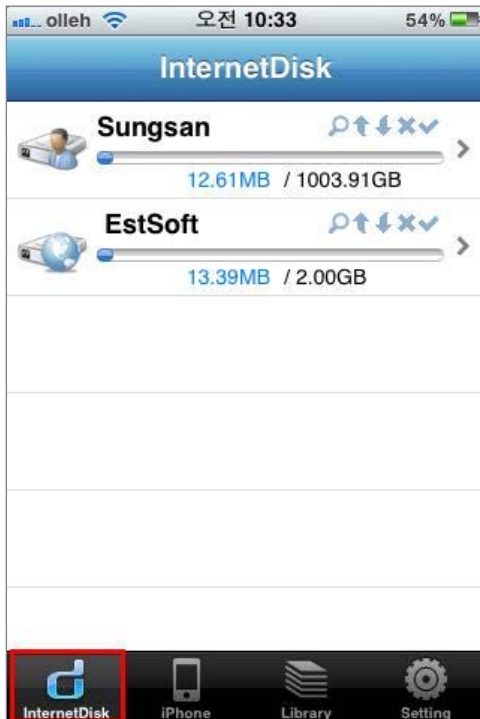 olleh 오전 10:33 54%
InternetDisk
Sungsan
12.61MB / 1003.91GB
EstSoft
13.39MB / 2.00GB
InternetDisk iPhone Library Setting